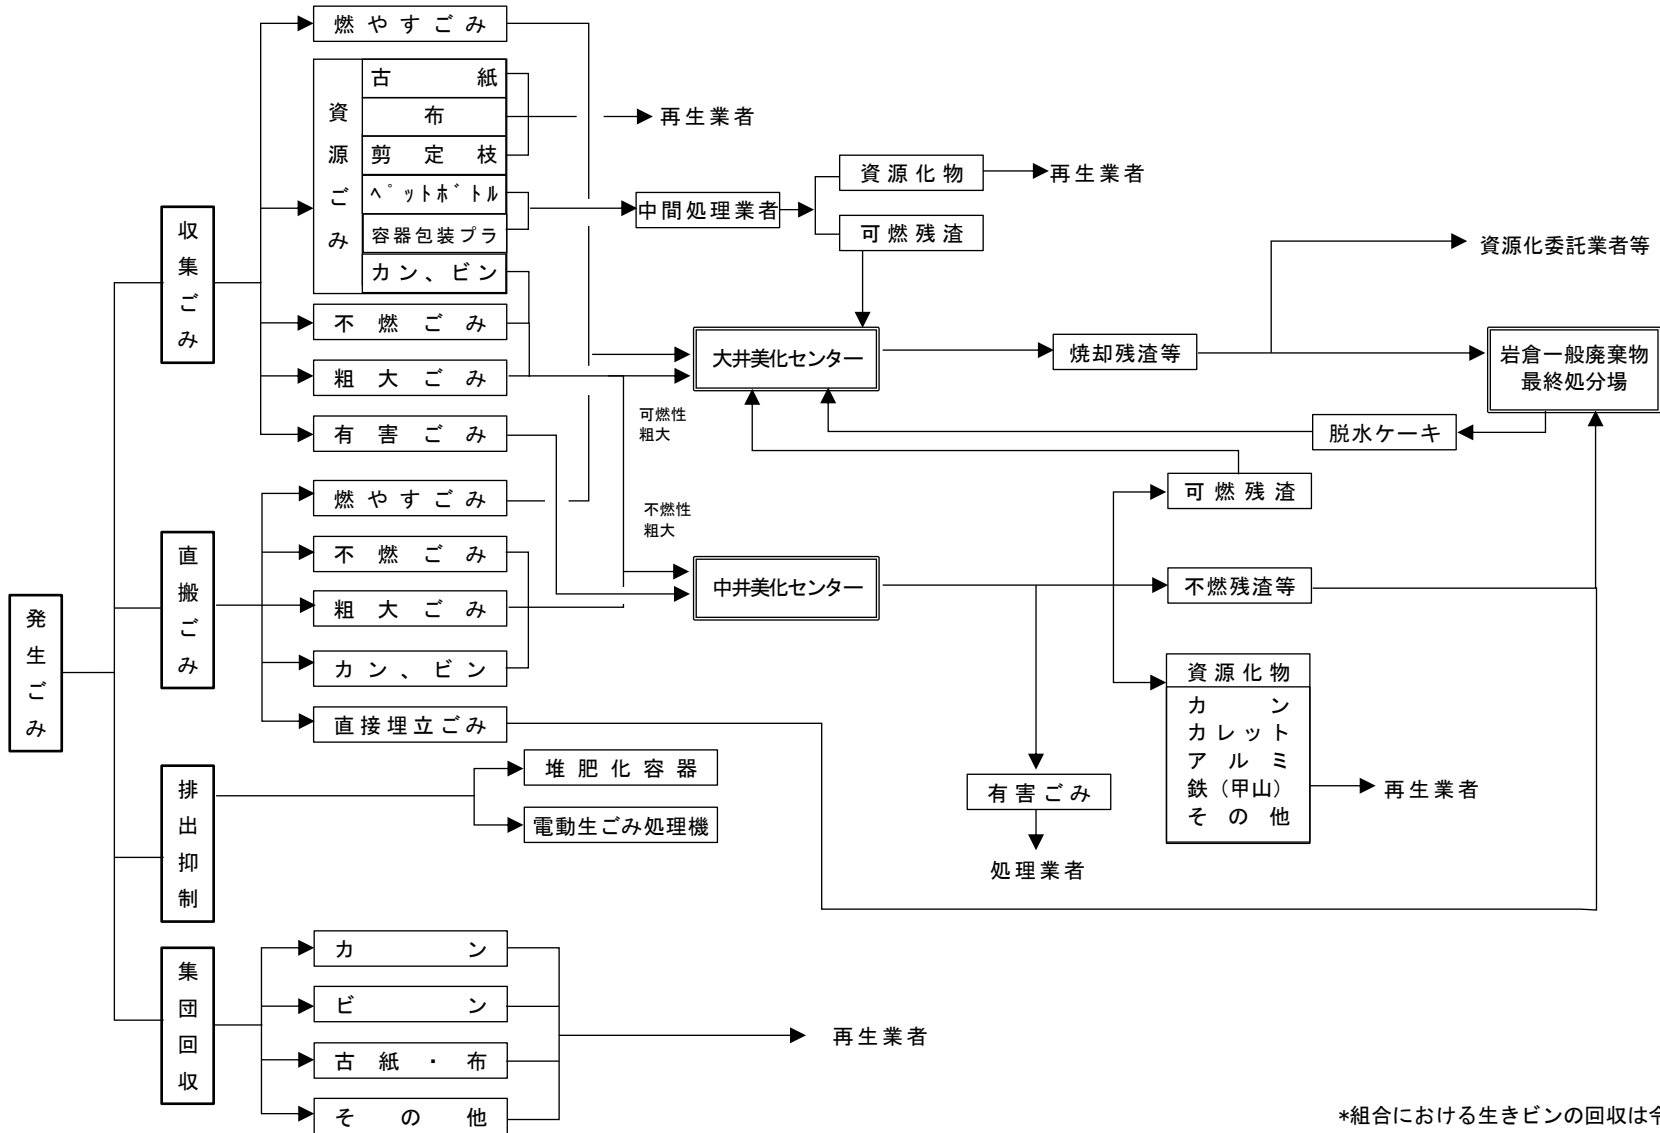 発生ごみ
収集ごみ
燃やすごみ
資源ごみ
古紙
布
剪定枝
ペットボトル
容器包装プラ
カン、ビン
不燃ごみ
粗大ごみ
有害ごみ
再生業者
中間処理業者
資源化物
再生業者
可燃残渣
大井美化センター
焼却残渣等
資源化委託業者等
岩倉一般廃棄物
最終処分場
脱水ケーキ
可燃性
粗大
直搬ごみ
燃やすごみ
不燃ごみ
粗大ごみ
カン、ビン
直接埋立ごみ
不燃性
粗大
中井美化センター
可燃残渣
不燃残渣等
資源化物
カン
カレット
アルミ
鉄（甲山）
その他
再生業者
有害ごみ
処理業者
排出抑制
堆肥化容器
電動生ごみ処理機
集団回収
カン
ビン
古紙・布
その他
再生業者
*組合における生きビンの回収は